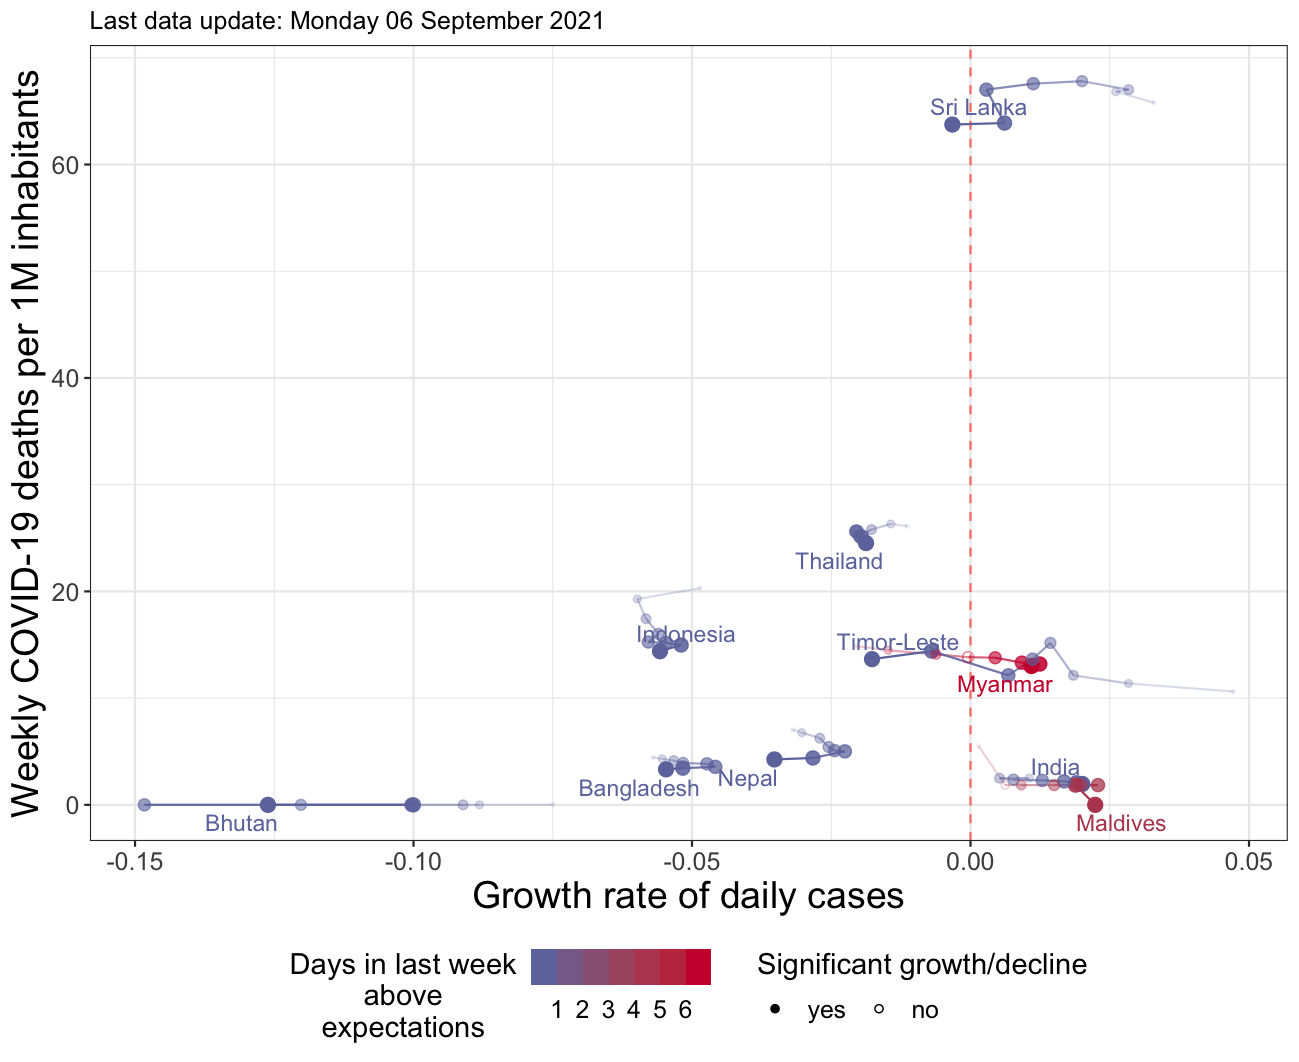 Last data update: Monday 06 September 2021
Weekly COVID-19 deaths per 1M inhabitants
60
40
20
0
Sri Lanka
Thailand
Indonesia
Timor-Leste
Myanmar
India
Nepal
Bangladesh
Bhutan
Maldives
-0.15 -0.10 -0.05 0.00 0.05
Growth rate of daily cases
Days in last week
above
expectations
1 2 3 4 5 6
Significant growth/decline
yes no